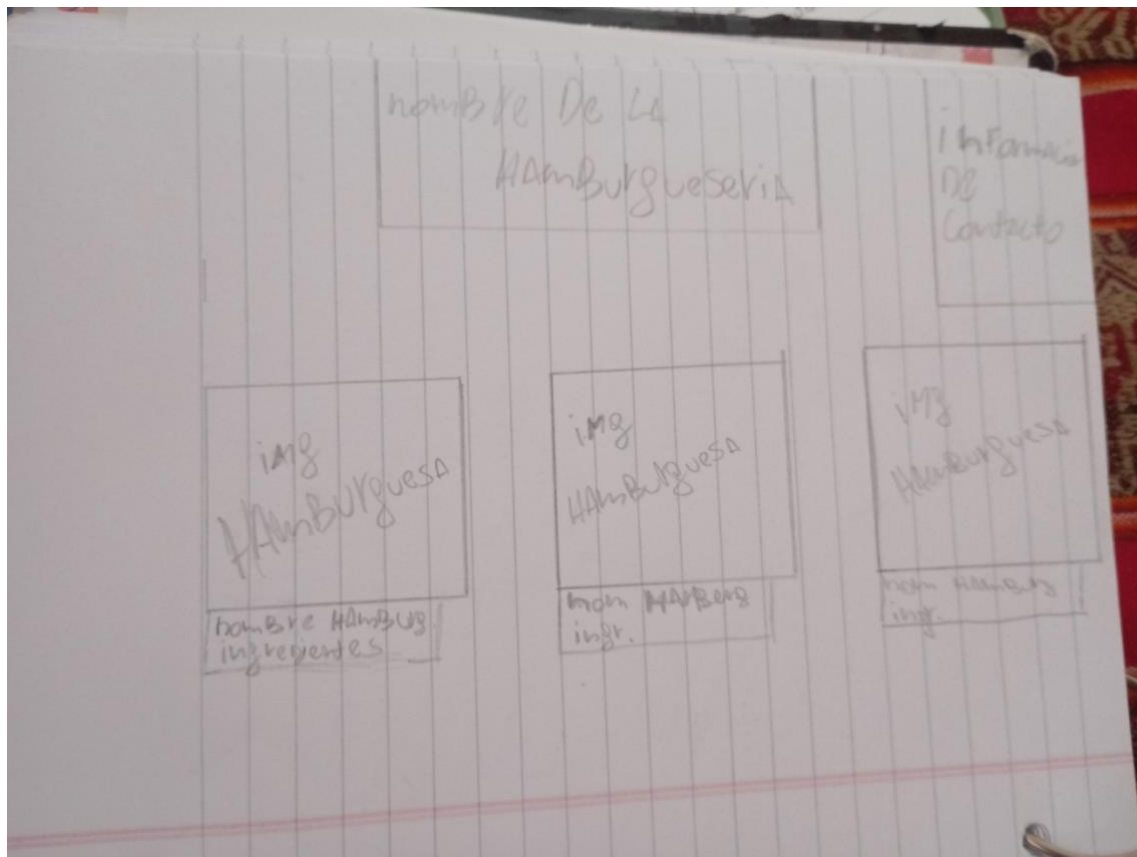 nomBre De LA
HAmBurgueseriA
inFormacio
DE
Contacto
img
HAmBurguesA
img
HAmBurguesA
img
HAmBurguesA
nomBre HAmBurg
ingredientes
nom HAmBurg
ingr.
nom HAmBurg
ingr.